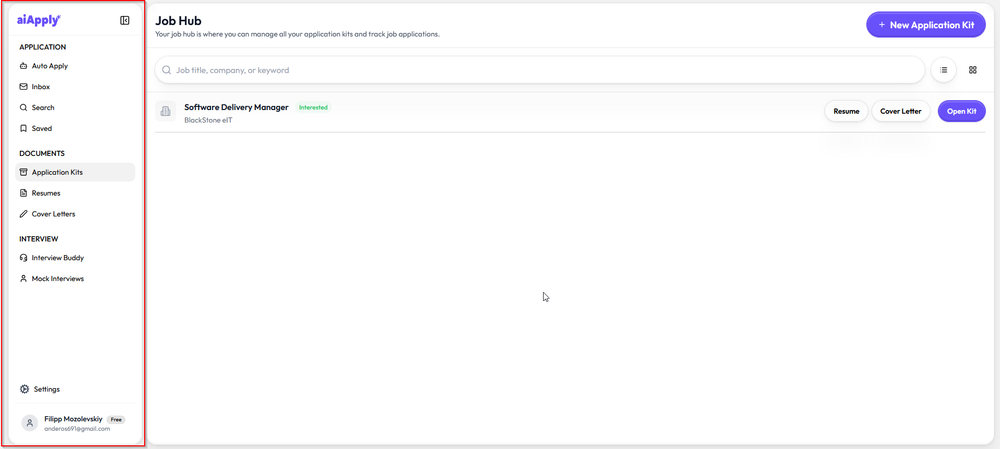 aiApply
APPLICATION
Auto Apply
Inbox
Search
Saved
DOCUMENTS
Application Kits
Resumes
Cover Letters
INTERVIEW
Interview Buddy
Mock Interviews
Settings
Filipp Mozolevskiy Free
anderos691@gmail.com
Job Hub
Your job hub is where you can manage all your application kits and track job applications.
+ New Application Kit
Job title, company, or keyword
Software Delivery Manager Interested
BlackStone eIT
Resume Cover Letter Open Kit